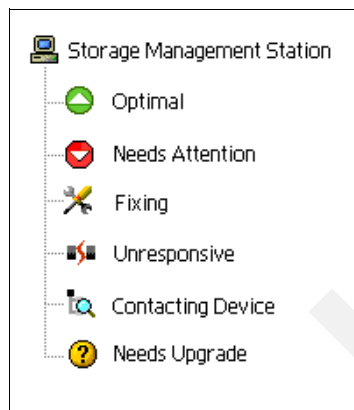 Storage Management Station
Optimal
Needs Attention
Fixing
Unresponsive
Contacting Device
Needs Upgrade